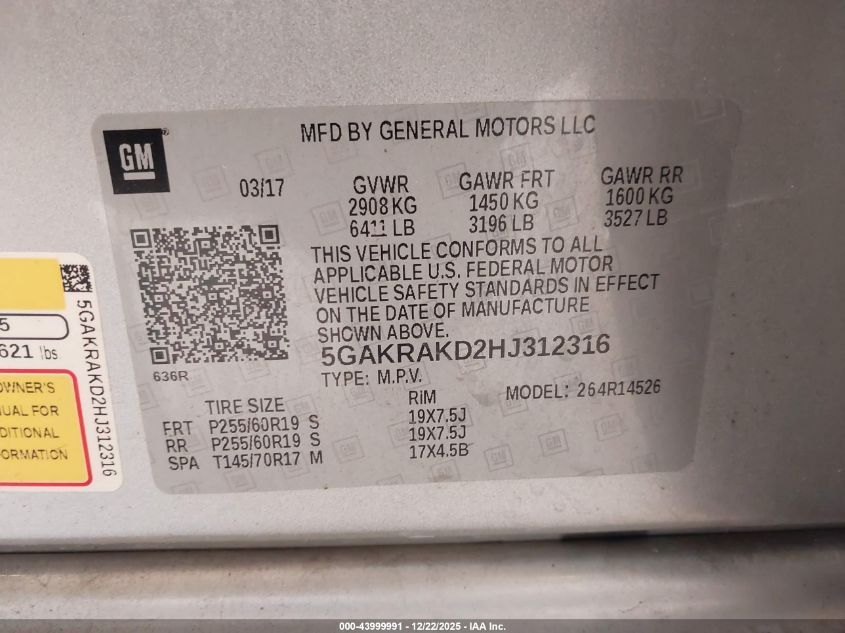 GM
MFD BY GENERAL MOTORS LLC
03/17
GVWR GAWR FRT GAWR RR
2908 KG 1450 KG 1600 KG
6411 LB 3196 LB 3527 LB
THIS VEHICLE CONFORMS TO ALL
APPLICABLE U.S. FEDERAL MOTOR
VEHICLE SAFETY STANDARDS IN EFFECT
ON THE DATE OF MANUFACTURE
SHOWN ABOVE.
5GAKRAKD2HJ312316
636R
TYPE: M.P.V.
MODEL: 264R14526
TIRE SIZE RIM
FRT P255/60R19 S 19X7.5J
RR P255/60R19 S 19X7.5J
SPA T145/70R17 M 17X4.5B
5
621 lbs
OWNER'S
NUAL FOR
DDITIONAL
FORMATION
5GAKRAKD2HJ312316
000-43999991 - 12/22/2025 - IAA Inc.